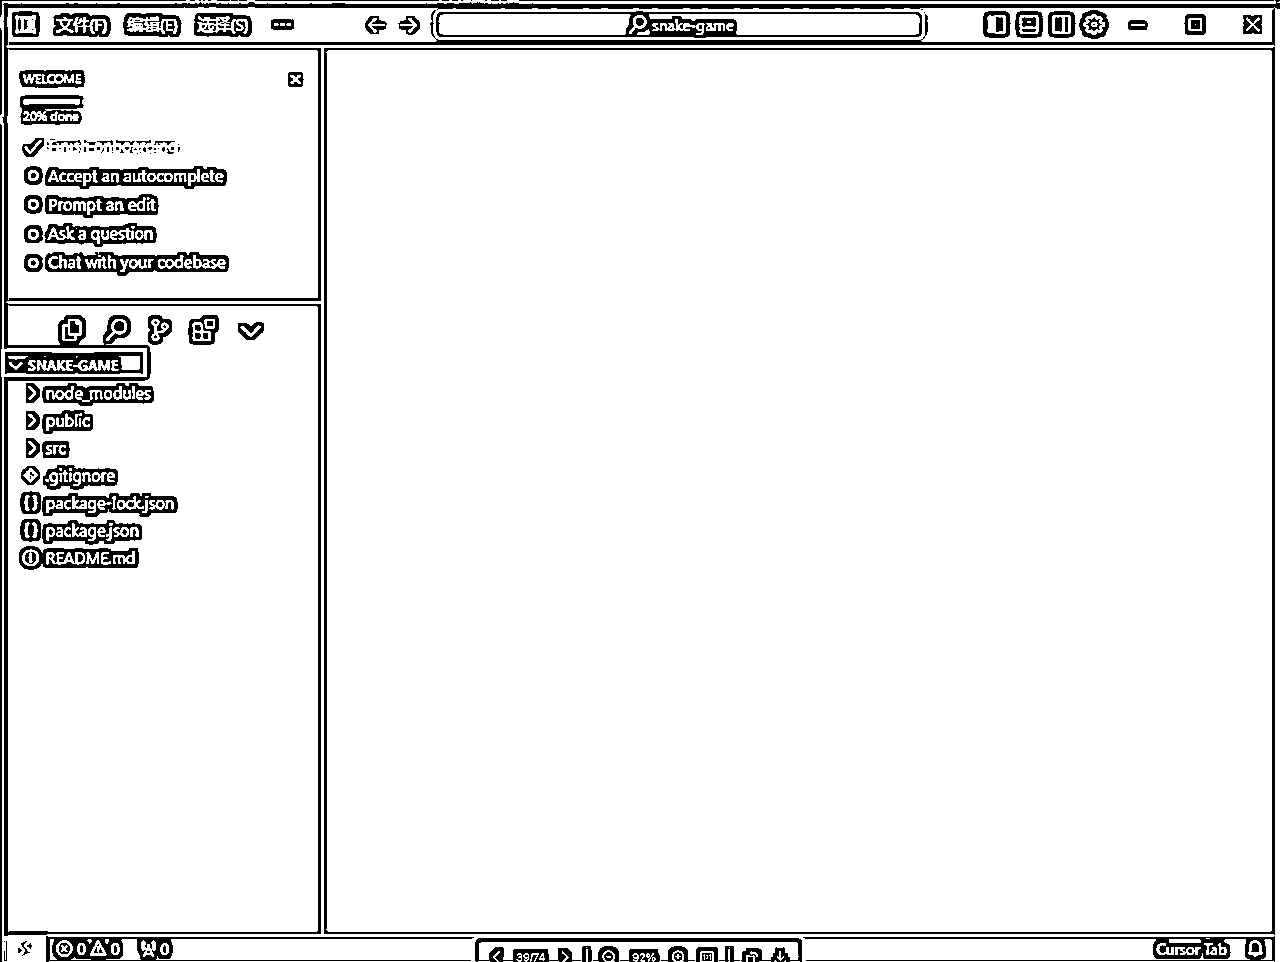 文件(F) 编辑(E) 选择(S) ··· snake-game
WELCOME
20% done
Finish onboarding
Accept an autocomplete
Prompt an edit
Ask a question
Chat with your codebase
SNAKE-GAME
node_modules
public
src
.gitignore
package-lock.json
package.json
README.md
0 0 0 Cursor Tab
39/74 92%